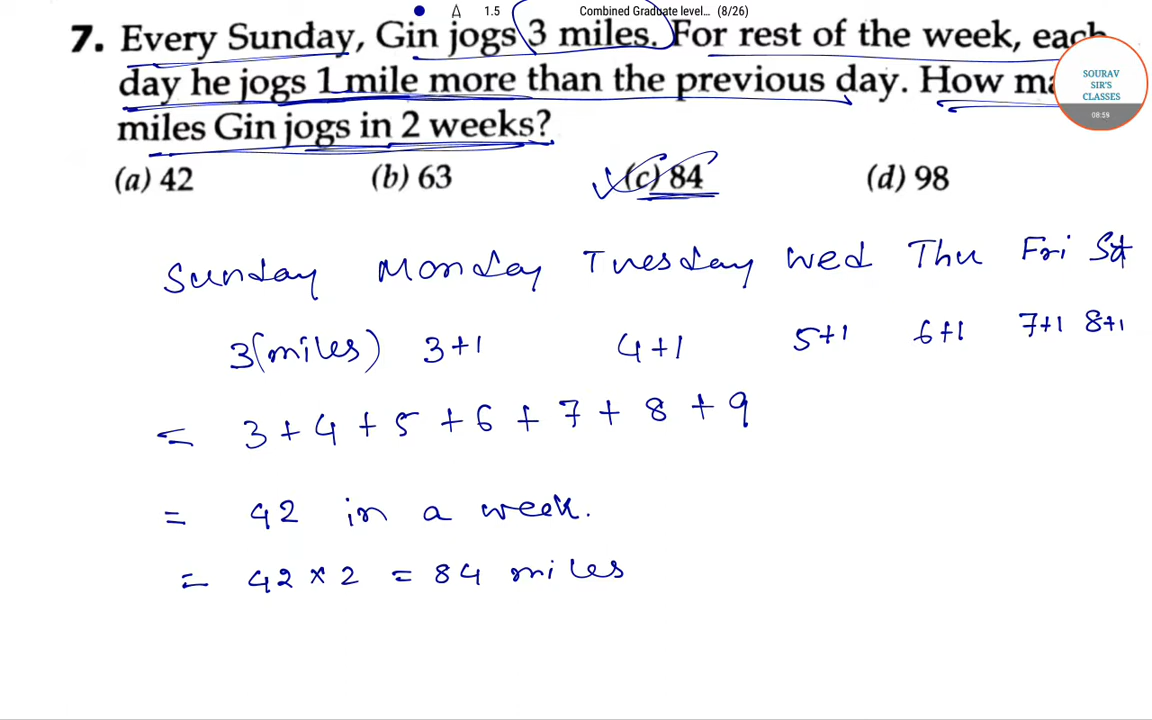 1.5 Combined Graduate level... (8/26)
7. Every Sunday, Gin jogs 3 miles. For rest of the week, each
day he jogs 1 mile more than the previous day. How ma
miles Gin jogs in 2 weeks?
SOURAV
SIR'S
CLASSES
08:59
(a) 42 (b) 63 (c) 84 (d) 98
Sunday Monday Tuesday Wed Thu Fri Sat
3(miles) 3+1 4+1 5+1 6+1 7+1 8+1
= 3+4+5+6+7+8+9
= 42 in a week.
= 42 × 2 = 84 miles